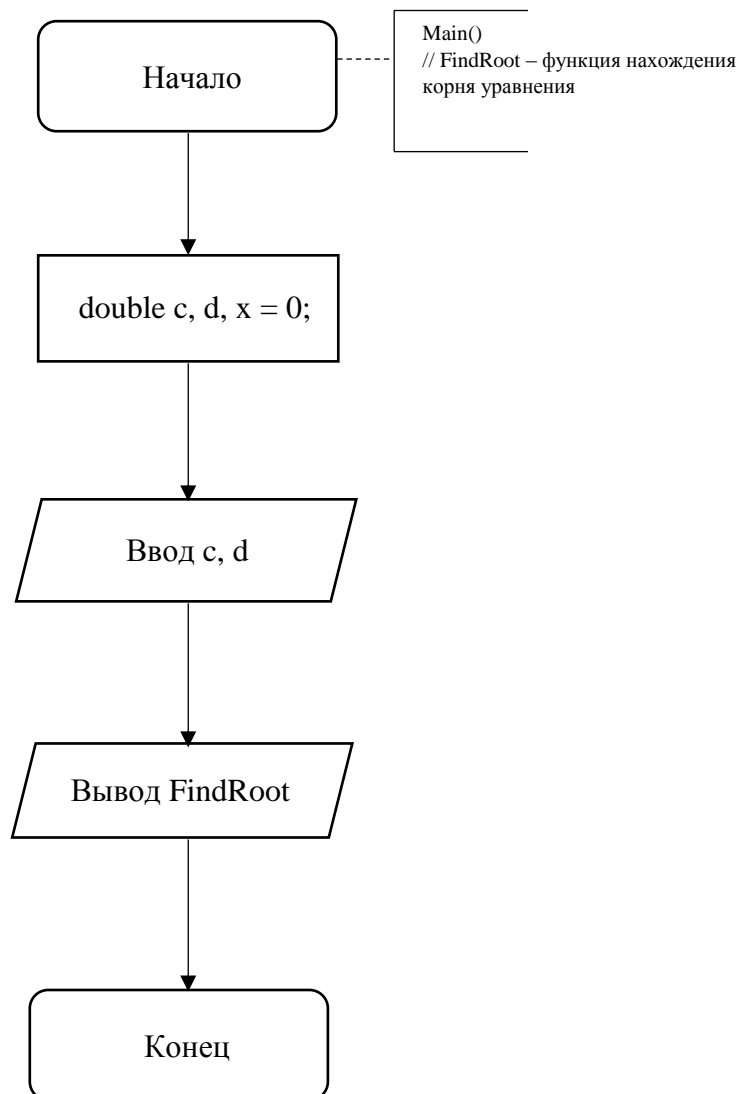 Начало
Main()
// FindRoot – функция нахождения
корня уравнения
double c, d, x = 0;
Ввод c, d
Вывод FindRoot
Конец